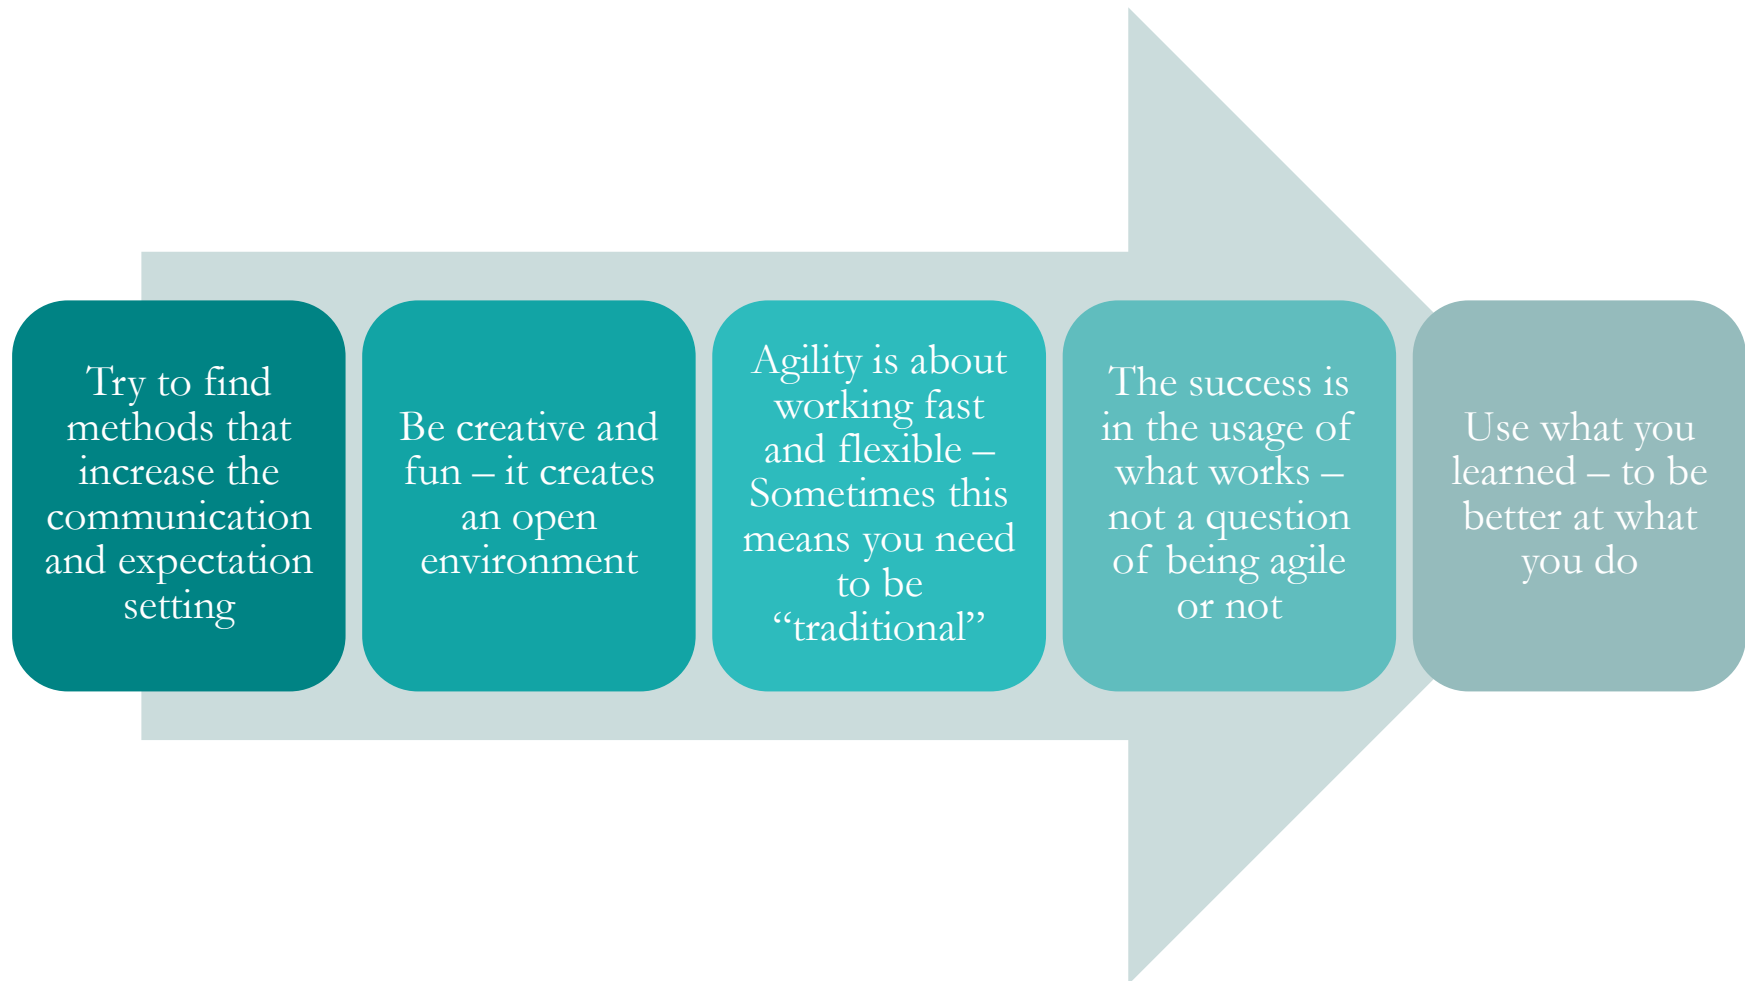 Try to find
methods that
increase the
communication
and expectation
setting
Be creative and
fun – it creates
an open
environment
Agility is about
working fast
and flexible –
Sometimes this
means you need
to be
“traditional”
The success is
in the usage of
what works –
not a question
of being agile
or not
Use what you
learned – to be
better at what
you do